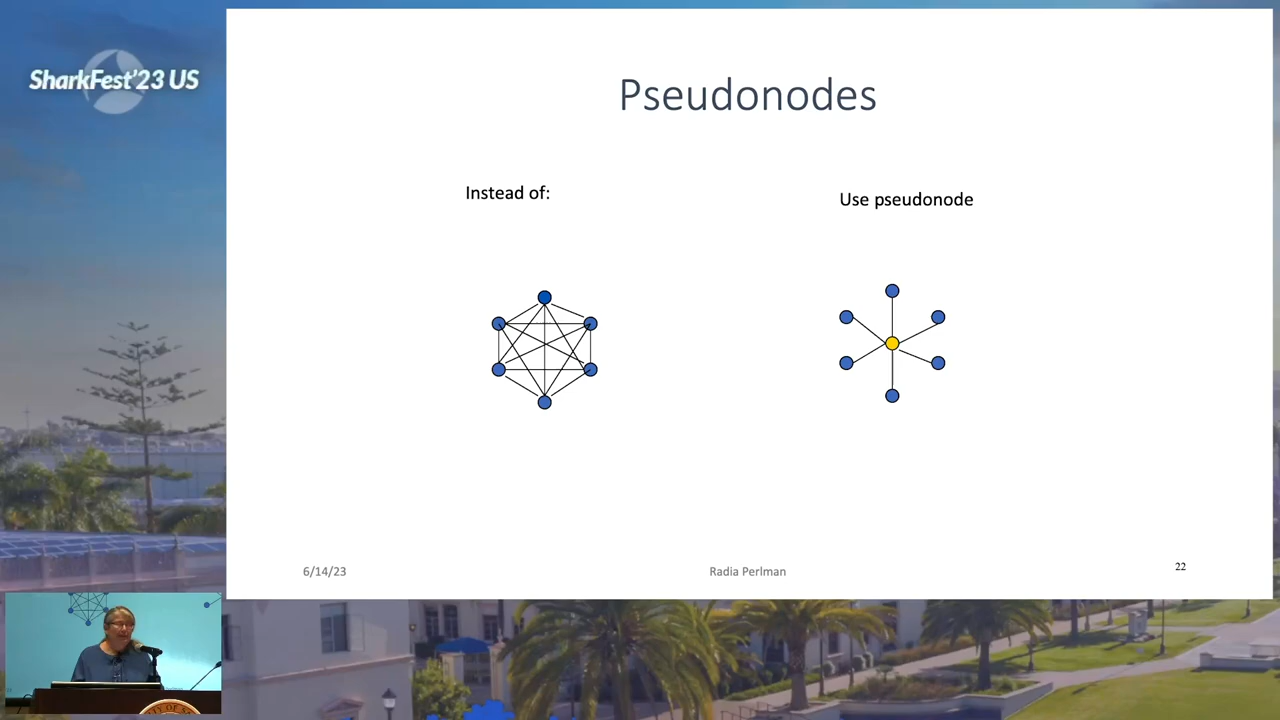 SharkFest'23 US
Pseudonodes
Instead of:
Use pseudonode
6/14/23
Radia Perlman
22